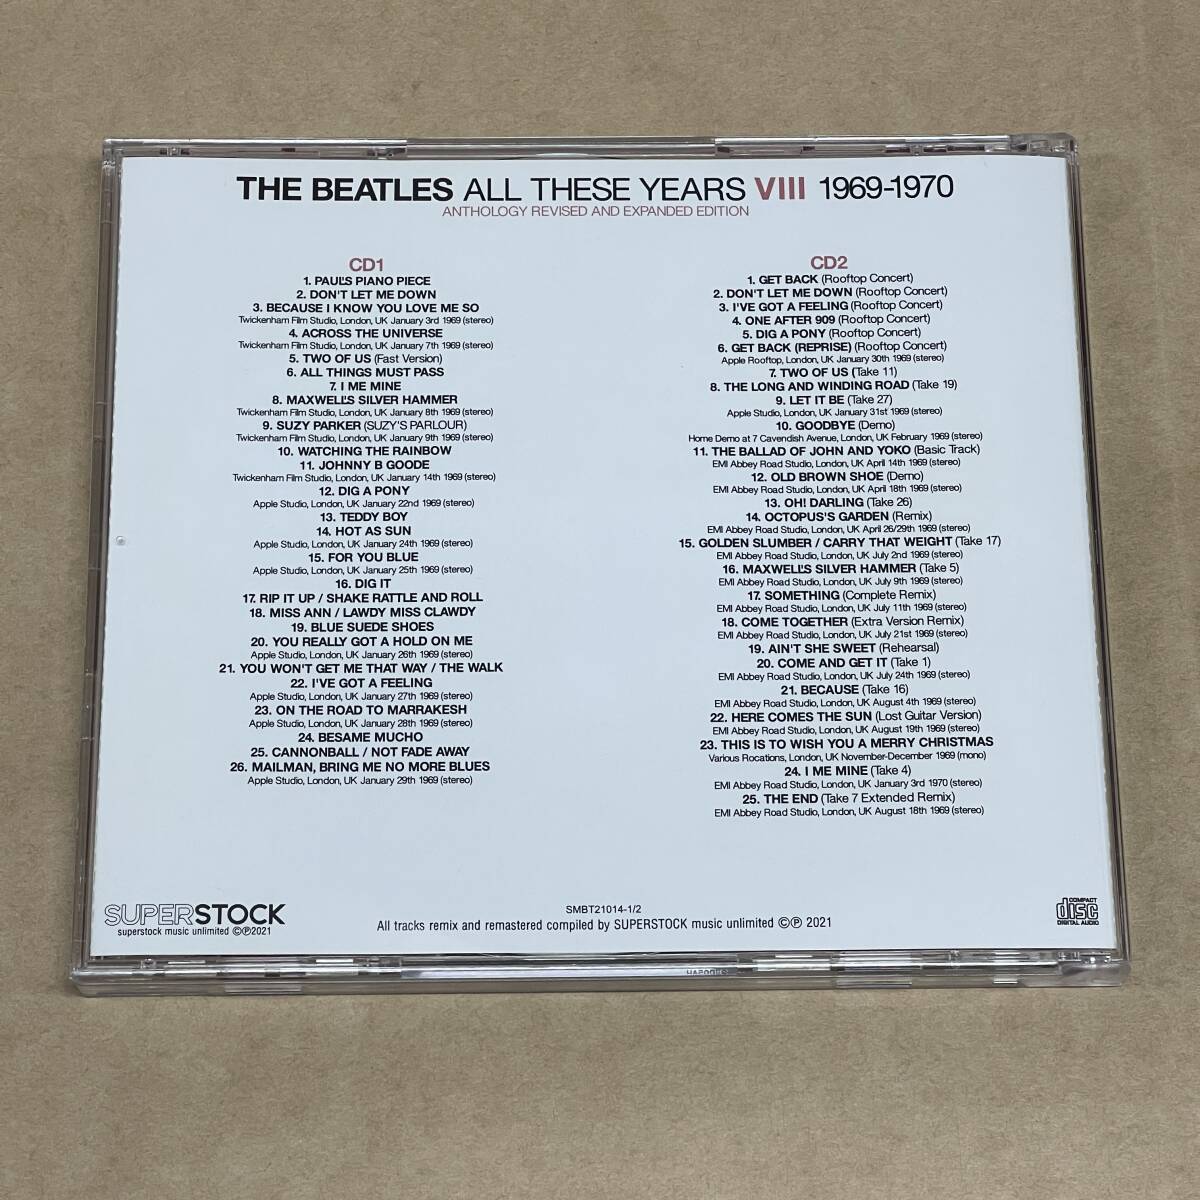 THE BEATLES ALL THESE YEARS VIII 1969-1970
ANTHOLOGY REVISED AND EXPANDED EDITION
CD1
1. PAUL'S PIANO PIECE
2. DON'T LET ME DOWN
3. BECAUSE I KNOW YOU LOVE ME SO
Twickenham Film Studio, London, UK January 3rd 1969 (stereo)
4. ACROSS THE UNIVERSE
Twickenham Film Studio, London, UK January 7th 1969 (stereo)
5. TWO OF US (Fast Version)
6. ALL THINGS MUST PASS
7. I ME MINE
8. MAXWELL'S SILVER HAMMER
Twickenham Film Studio, London, UK January 8th 1969 (stereo)
9. SUZY PARKER (SUZY'S PARLOUR)
Twickenham Film Studio, London, UK January 9th 1969 (stereo)
10. WATCHING THE RAINBOW
11. JOHNNY B GOODE
Twickenham Film Studio, London, UK January 14th 1969 (stereo)
12. DIG A PONY
Apple Studio, London, UK January 22nd 1969 (stereo)
13. TEDDY BOY
14. HOT AS SUN
Apple Studio, London, UK January 24th 1969 (stereo)
15. FOR YOU BLUE
Apple Studio, London, UK January 25th 1969 (stereo)
16. DIG IT
17. RIP IT UP / SHAKE RATTLE AND ROLL
18. MISS ANN / LAWDY MISS CLAWDY
19. BLUE SUEDE SHOES
20. YOU REALLY GOT A HOLD ON ME
Apple Studio, London, UK January 26th 1969 (stereo)
21. YOU WON'T GET ME THAT WAY / THE WALK
22. I'VE GOT A FEELING
Apple Studio, London, UK January 27th 1969 (stereo)
23. ON THE ROAD TO MARRAKESH
Apple Studio, London, UK January 28th 1969 (stereo)
24. BESAME MUCHO
25. CANNONBALL / NOT FADE AWAY
26. MAILMAN, BRING ME NO MORE BLUES
Apple Studio, London, UK January 29th 1969 (stereo)
CD2
1. GET BACK (Rooftop Concert)
2. DON'T LET ME DOWN (Rooftop Concert)
3. I'VE GOT A FEELING (Rooftop Concert)
4. ONE AFTER 909 (Rooftop Concert)
5. DIG A PONY (Rooftop Concert)
6. GET BACK (REPRISE) (Rooftop Concert)
Apple Rooftop, London, UK January 30th 1969 (stereo)
7. TWO OF US (Take 11)
8. THE LONG AND WINDING ROAD (Take 19)
9. LET IT BE (Take 27)
Apple Studio, London, UK January 31st 1969 (stereo)
10. GOODBYE (Demo)
Home Demo at 7 Cavendish Avenue, London, UK February 1969 (stereo)
11. THE BALLAD OF JOHN AND YOKO (Basic Track)
EMI Abbey Road Studio, London, UK April 14th 1969 (stereo)
12. OLD BROWN SHOE (Demo)
EMI Abbey Road Studio, London, UK April 18th 1969 (stereo)
13. OH! DARLING (Take 26)
14. OCTOPUS'S GARDEN (Remix)
EMI Abbey Road Studio, London, UK April 26/29th 1969 (stereo)
15. GOLDEN SLUMBER / CARRY THAT WEIGHT (Take 17)
EMI Abbey Road Studio, London, UK July 2nd 1969 (stereo)
16. MAXWELL'S SILVER HAMMER (Take 5)
EMI Abbey Road Studio, London, UK July 9th 1969 (stereo)
17. SOMETHING (Complete Remix)
EMI Abbey Road Studio, London, UK July 11th 1969 (stereo)
18. COME TOGETHER (Extra Version Remix)
EMI Abbey Road Studio, London, UK July 21st 1969 (stereo)
19. AIN'T SHE SWEET (Rehearsal)
20. COME AND GET IT (Take 1)
EMI Abbey Road Studio, London, UK July 24th 1969 (stereo)
21. BECAUSE (Take 16)
EMI Abbey Road Studio, London, UK August 4th 1969 (stereo)
22. HERE COMES THE SUN (Lost Guitar Version)
EMI Abbey Road Studio, London, UK August 19th 1969 (stereo)
23. THIS IS TO WISH YOU A MERRY CHRISTMAS
Various Rocations, London, UK November-December 1969 (mono)
24. I ME MINE (Take 4)
EMI Abbey Road Studio, London, UK January 3rd 1970 (stereo)
25. THE END (Take 7 Extended Remix)
EMI Abbey Road Studio, London, UK August 18th 1969 (stereo)
SUPERSTOCK
superstock music unlimited ©℗2021
SMBT21014-1/2
All tracks remix and remastered compiled by SUPERSTOCK music unlimited ©℗ 2021
COMPACT
disc
DIGITAL AUDIO